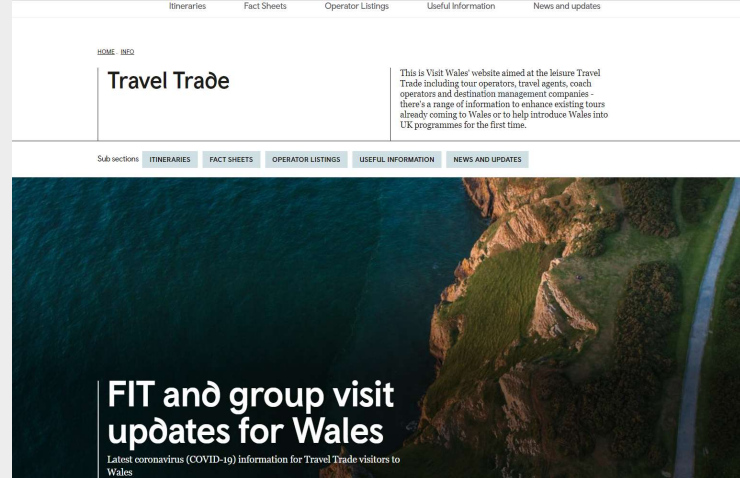 Itineraries Fact Sheets Operator Listings Useful Information News and updates
HOME INFO
Travel Trade
This is Visit Wales' website aimed at the leisure Travel
Trade including tour operators, travel agents, coach
operators and destination management companies -
there's a range of information to enhance existing tours
already coming to Wales or to help introduce Wales into
UK programmes for the first time.
Sub sections ITINERARIES FACT SHEETS OPERATOR LISTINGS USEFUL INFORMATION NEWS AND UPDATES
FIT and group visit
updates for Wales
Latest coronavirus (COVID-19) information for Travel Trade visitors to
Wales